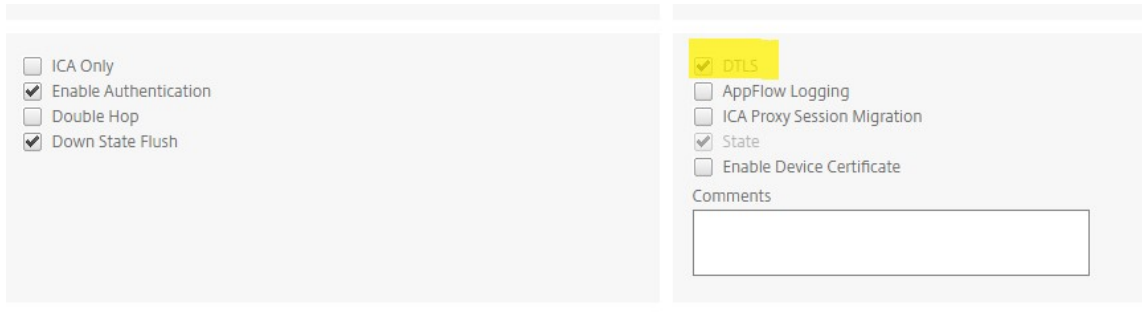 ICA Only
Enable Authentication
Double Hop
Down State Flush
DTLS
AppFlow Logging
ICA Proxy Session Migration
State
Enable Device Certificate
Comments